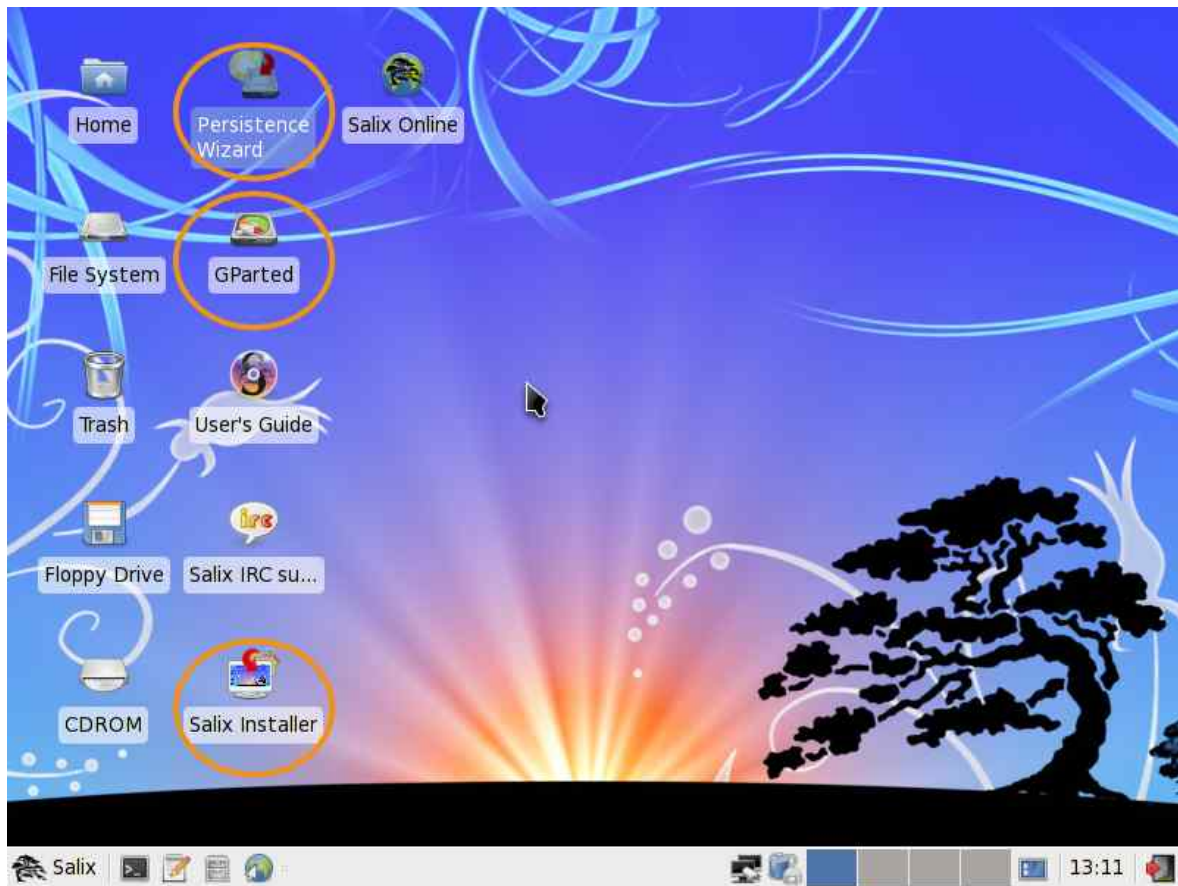 Home
Persistence
Wizard
Salix Online
File System
GParted
Trash
User's Guide
Floppy Drive
irc
Salix IRC su...
CDROM
Salix Installer
Salix
13:11